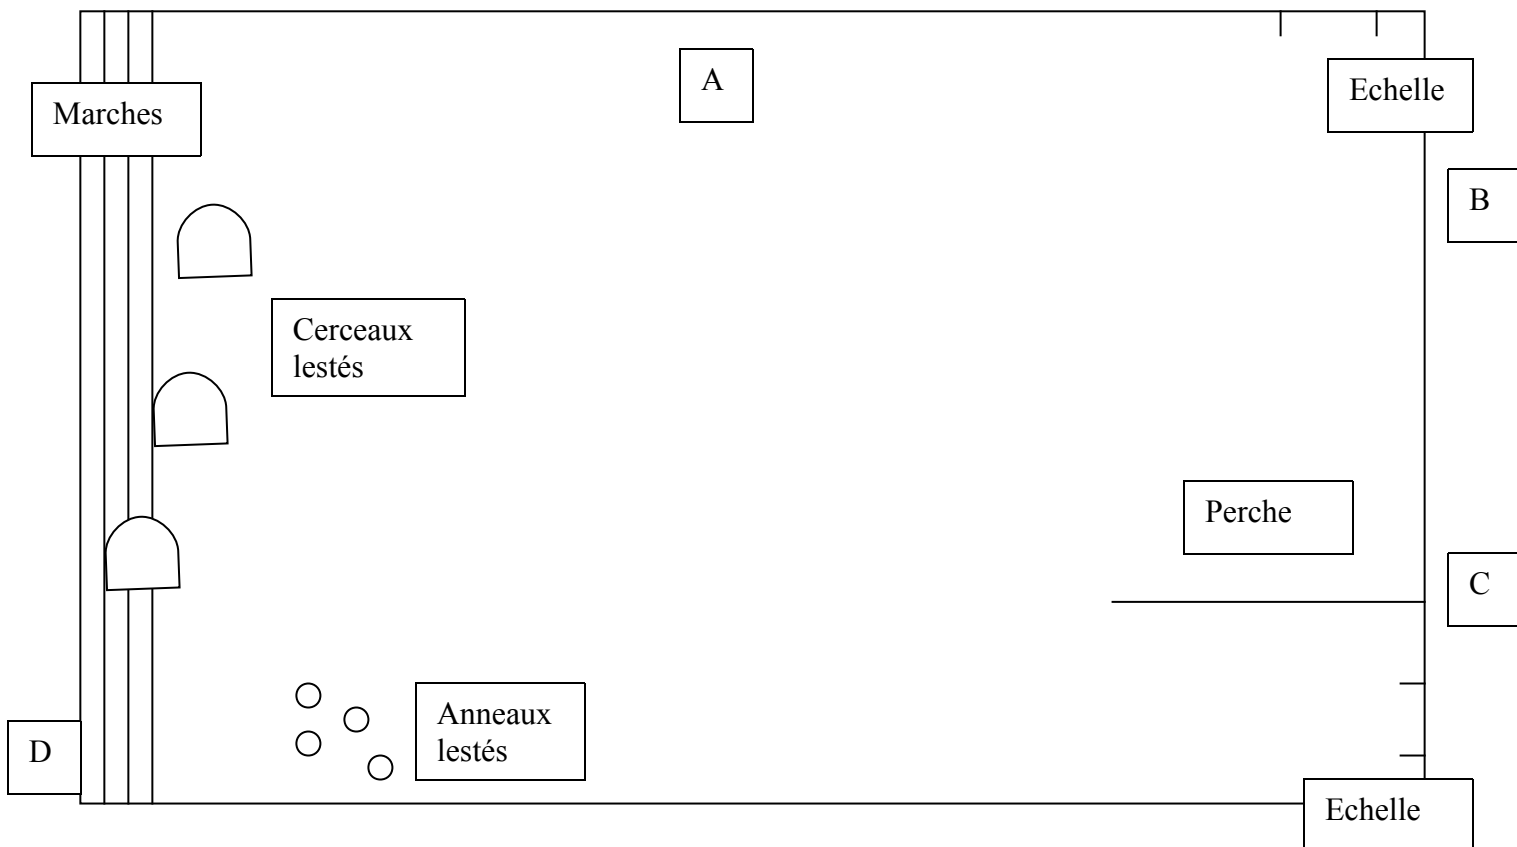 A
Echelle
Marches
B
Cerceaux
lestés
Perche
C
Anneaux
lestés
D
Echelle